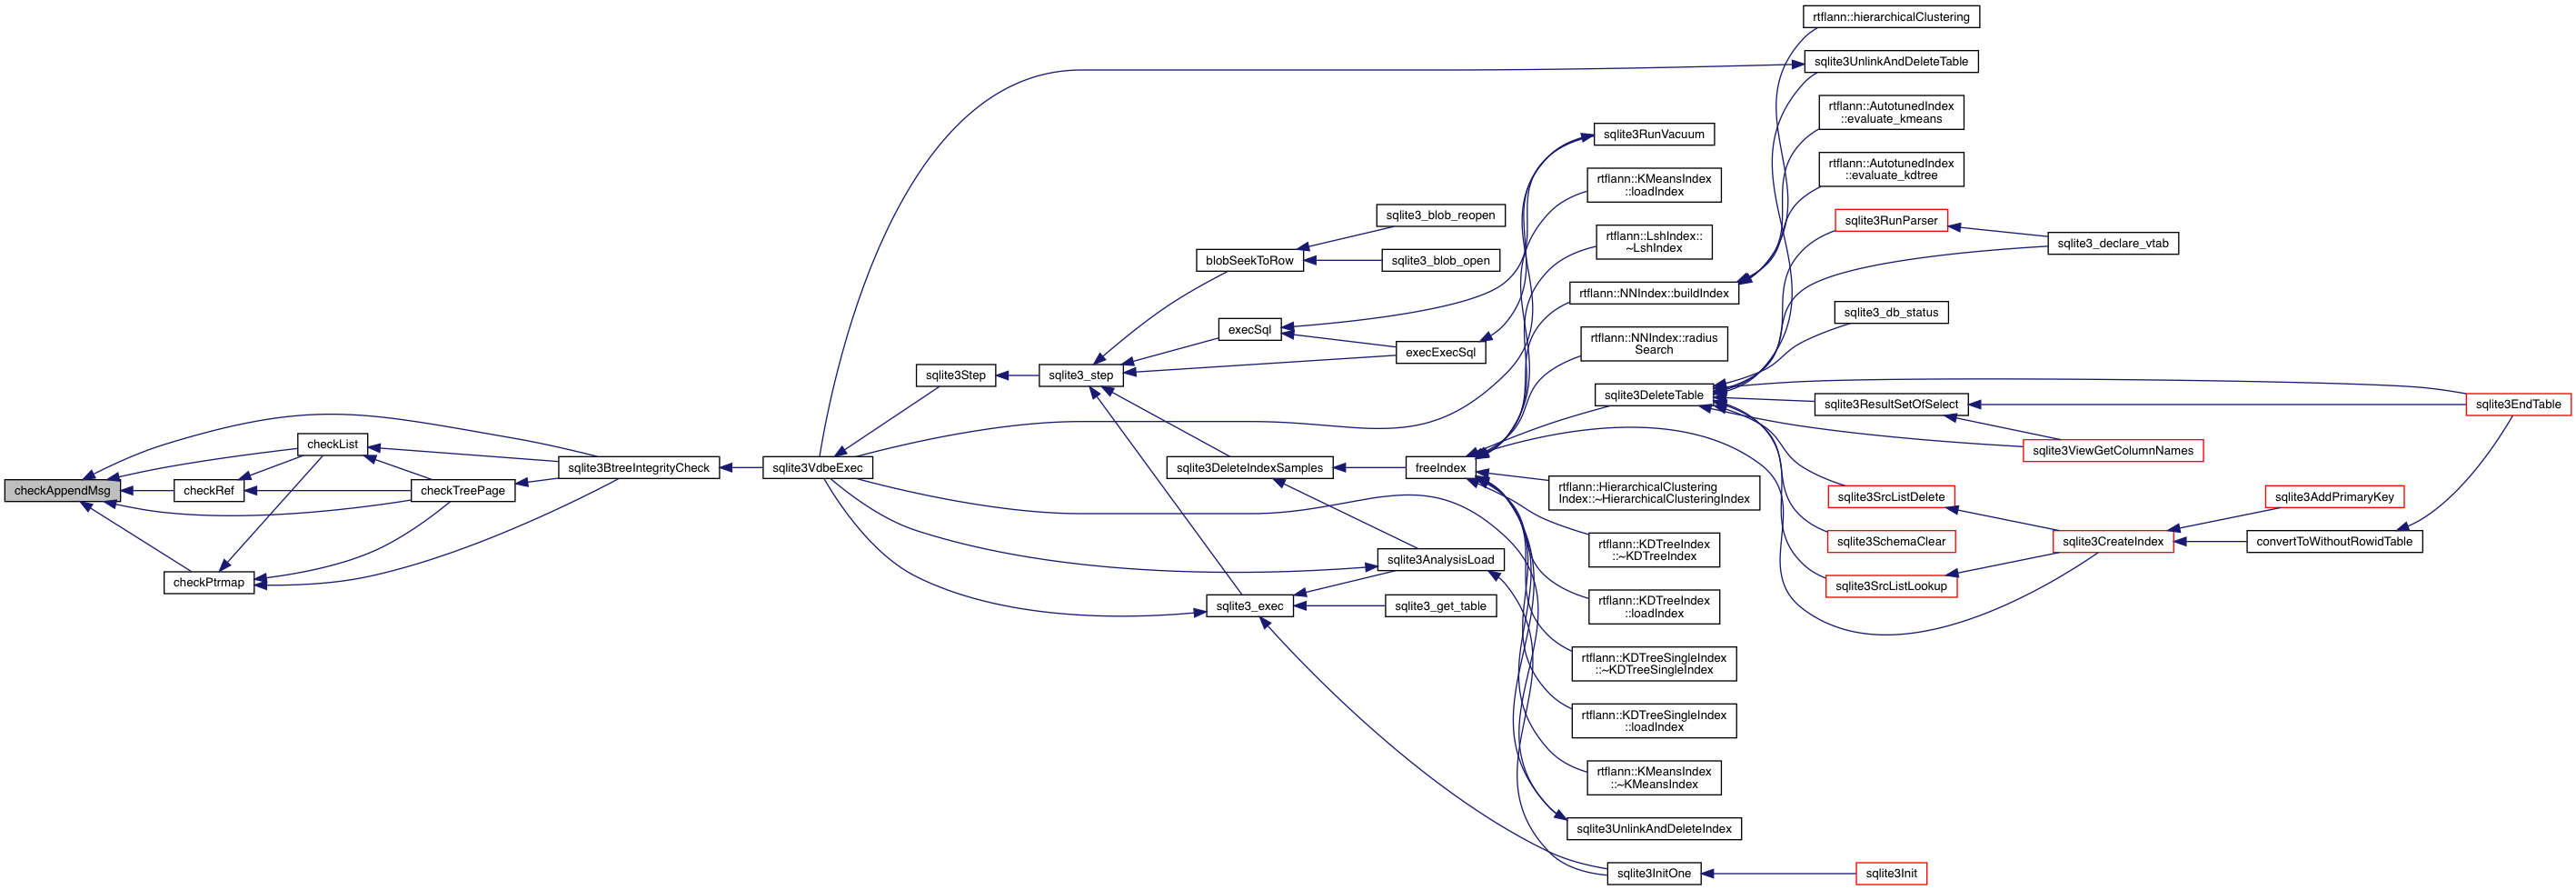 checkAppendMsg
checkList
checkRef
checkPtrmap
checkTreePage
sqlite3BtreeIntegrityCheck
sqlite3VdbeExec
sqlite3Step
sqlite3_step
blobSeekToRow
sqlite3_blob_reopen
sqlite3_blob_open
execSql
execExecSql
sqlite3DeleteIndexSamples
sqlite3_exec
freeIndex
sqlite3AnalysisLoad
sqlite3_get_table
sqlite3RunVacuum
rtflann::KMeansIndex
::loadIndex
rtflann::LshIndex::
~LshIndex
rtflann::NNIndex::buildIndex
rtflann::NNIndex::radius
Search
sqlite3DeleteTable
rtflann::HierarchicalClustering
Index::~HierarchicalClusteringIndex
rtflann::KDTreeIndex
::~KDTreeIndex
rtflann::KDTreeIndex
::loadIndex
rtflann::KDTreeSingleIndex
::~KDTreeSingleIndex
rtflann::KDTreeSingleIndex
::loadIndex
rtflann::KMeansIndex
::~KMeansIndex
sqlite3UnlinkAndDeleteIndex
sqlite3InitOne
rtflann::hierarchicalClustering
sqlite3UnlinkAndDeleteTable
rtflann::AutotunedIndex
::evaluate_kmeans
rtflann::AutotunedIndex
::evaluate_kdtree
sqlite3RunParser
sqlite3_declare_vtab
sqlite3_db_status
sqlite3ResultSetOfSelect
sqlite3ViewGetColumnNames
sqlite3SrcListDelete
sqlite3SchemaClear
sqlite3SrcListLookup
sqlite3Init
sqlite3CreateIndex
sqlite3AddPrimaryKey
convertToWithoutRowidTable
sqlite3EndTable